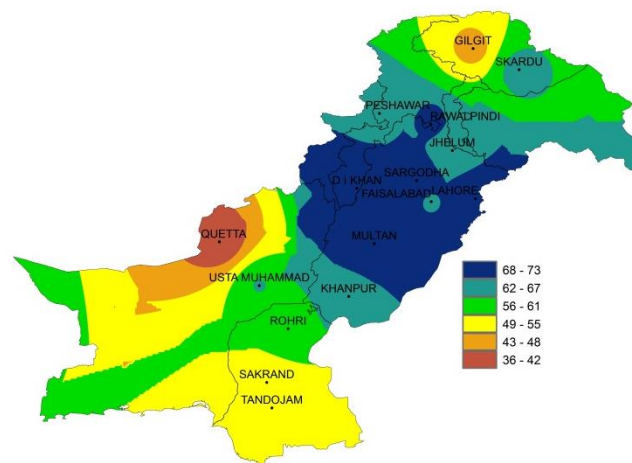 GILGIT
SKARDU
PESHAWAR
RAWALPINDI
JHELUM
SARGODHA
D I KHAN
FAISALABAD
LAHORE
QUETTA
MULTAN
USTA MUHAMMAD
KHANPUR
ROHRI
SAKRAND
TANDOJAM
68 - 73
62 - 67
56 - 61
49 - 55
43 - 48
36 - 42